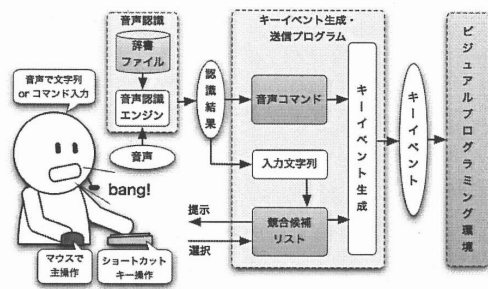 音声認識
辞書
ファイル
音声認識
エンジン
音声
音声で文字列
or コマンド入力
bang!
マウスで
主操作
ショートカット
キー操作
認識結果
提示
選択
キーイベント生成・
送信プログラム
音声コマンド
入力文字列
競合候補
リスト
キーイベント生成
キーイベント
ビジュアルプログラミング環境